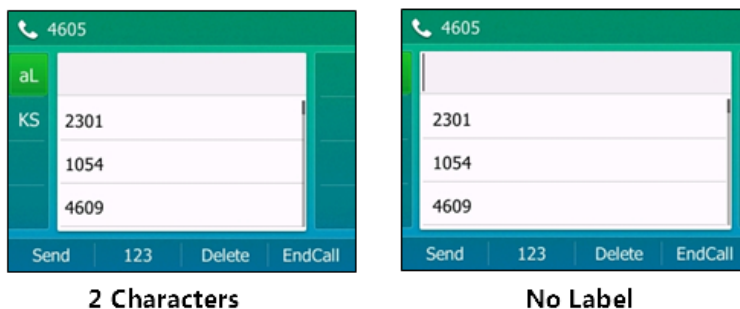 4605
aL
KS
2301
1054
4609
Send 123 Delete EndCall
2 Characters
4605
2301
1054
4609
Send 123 Delete EndCall
No Label